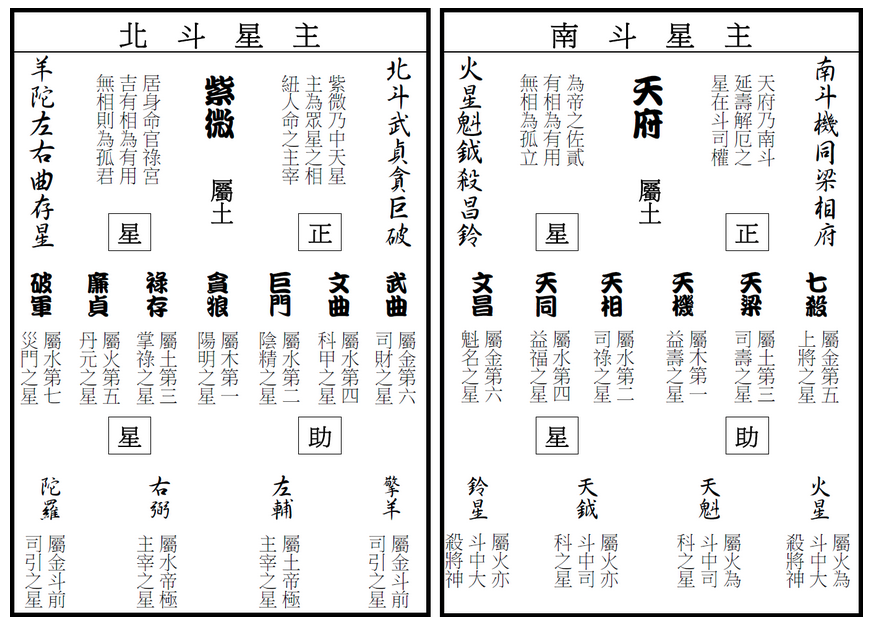 北斗星主
北斗武貞貪巨破
紫微乃中天星
主為眾星之相
紐人命之主宰
紫微
屬土
居身命官祿宮
吉有相為有用
無相則為孤君
羊陀左右曲存星
正星
武曲
屬金第六
司財之星
文曲
屬水第四
科甲之星
巨門
屬水第二
陰精之星
貪狼
屬木第一
陽明之星
祿存
屬土第三
掌祿之星
廉貞
屬火第五
丹元之星
破軍
屬水第七
災門之星
助星
擎羊
屬金斗前
司引之星
左輔
屬土帝極
主宰之星
右弼
屬水帝極
主宰之星
陀羅
屬金斗前
司引之星
南斗星主
南斗機同梁相府
天府乃南斗
延壽解厄之
星在斗司權
天府
屬土
為帝之佐貳
有相為有用
無相為孤立
火星魁鉞殺昌鈴
正星
七殺
屬金第五
上將之星
天梁
屬土第三
司壽之星
天機
屬木第一
益壽之星
天相
屬水第二
司祿之星
天同
屬水第四
益福之星
文昌
屬金第六
魁名之星
助星
火星
屬火為
斗中大
殺將神
天魁
屬火為
斗中司
科之星
天鉞
屬火亦
斗中司
科之星
鈴星
屬火亦
斗中大
殺將神